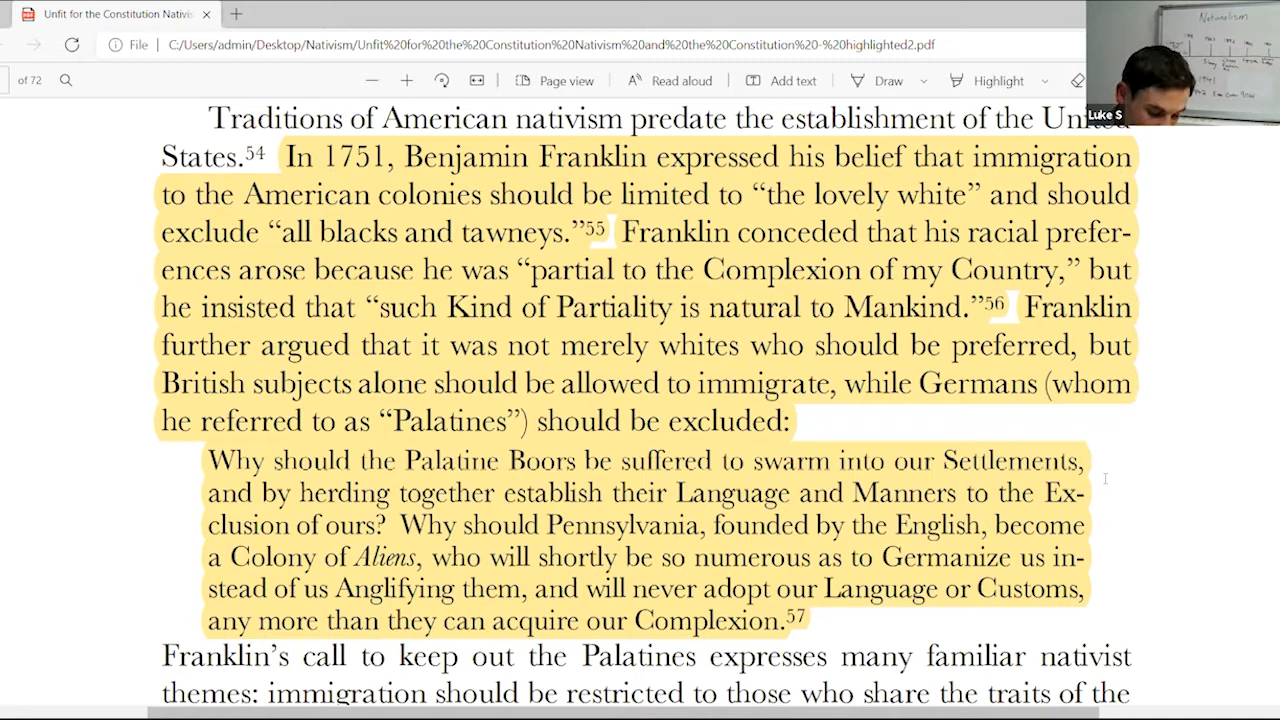 Unfit for the Constitution Nativis
File
C:/Users/admin/Desktop/Nativism/Unfit%20for%20the%20Constitution%20Nativism%20and%20the%20Constitution%20-%20highlighted2.pdf
of 72
Page view
Read aloud
Add text
Draw
Highlight
Luke S
Traditions of American nativism predate the establishment of the United
States.54 In 1751, Benjamin Franklin expressed his belief that immigration
to the American colonies should be limited to “the lovely white” and should
exclude “all blacks and tawneys.”55 Franklin conceded that his racial prefer-
ences arose because he was “partial to the Complexion of my Country,” but
he insisted that “such Kind of Partiality is natural to Mankind.”56 Franklin
further argued that it was not merely whites who should be preferred, but
British subjects alone should be allowed to immigrate, while Germans (whom
he referred to as “Palatines”) should be excluded:
Why should the Palatine Boors be suffered to swarm into our Settlements,
and by herding together establish their Language and Manners to the Ex-
clusion of ours? Why should Pennsylvania, founded by the English, become
a Colony of Aliens, who will shortly be so numerous as to Germanize us in-
stead of us Anglifying them, and will never adopt our Language or Customs,
any more than they can acquire our Complexion.57
Franklin’s call to keep out the Palatines expresses many familiar nativist
themes: immigration should be restricted to those who share the traits of the